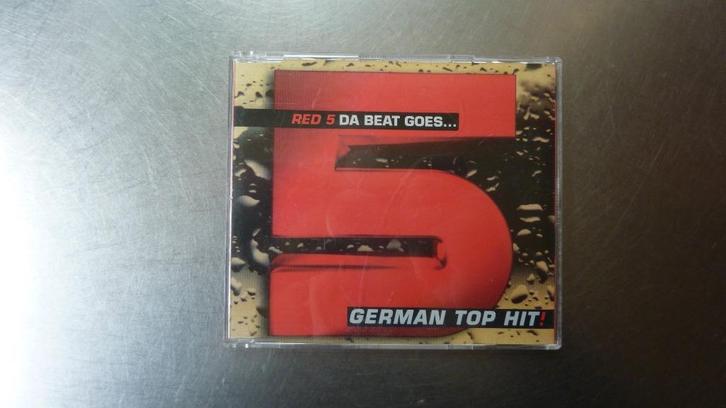 RED 5 DA BEAT GOES...
5
GERMAN TOP HIT!